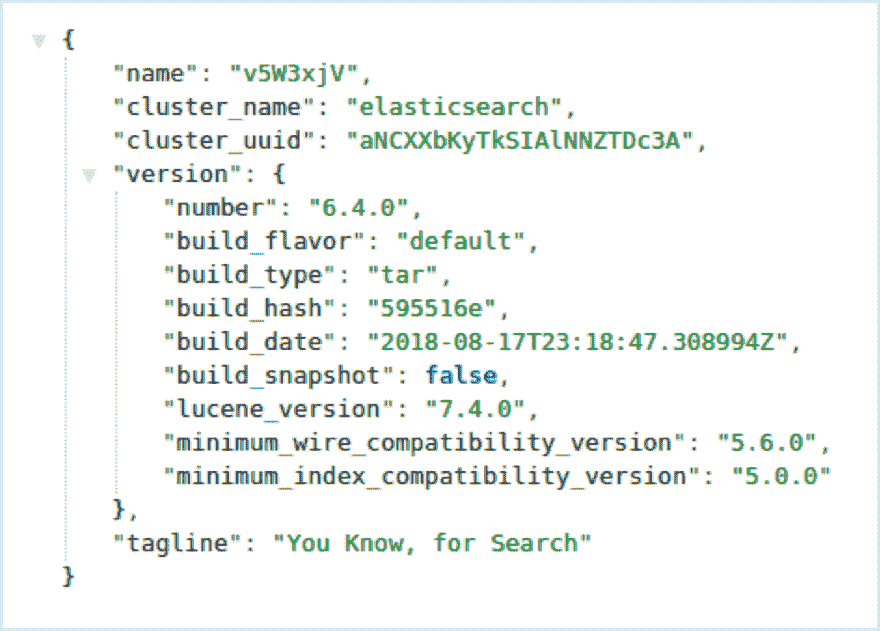 {
"name": "v5W3xjV",
"cluster_name": "elasticsearch",
"cluster_uuid": "aNCXXbKyTkSIAlNNZTDc3A",
"version": {
"number": "6.4.0",
"build_flavor": "default",
"build_type": "tar",
"build_hash": "595516e",
"build_date": "2018-08-17T23:18:47.308994Z",
"build_snapshot": false,
"lucene_version": "7.4.0",
"minimum_wire_compatibility_version": "5.6.0",
"minimum_index_compatibility_version": "5.0.0"
},
"tagline": "You Know, for Search"
}